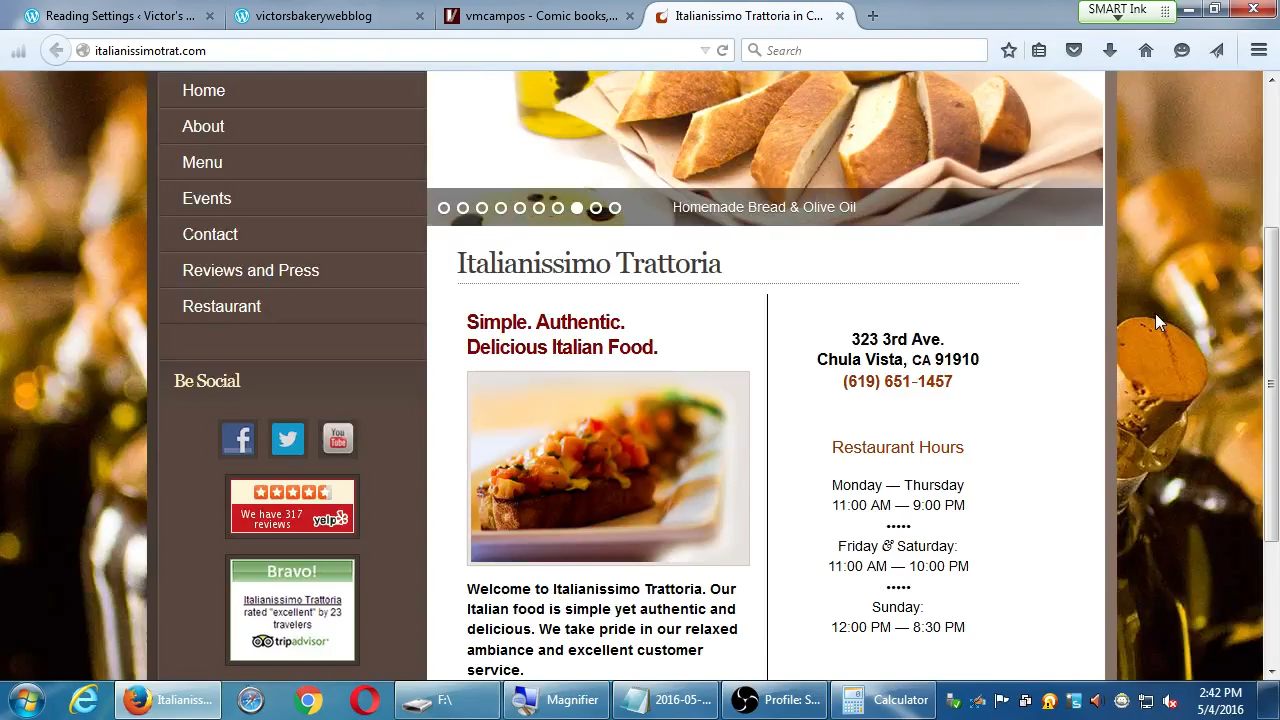 Reading Settings ‹ Victor's ...
victorsbakerywebblog
vmcampos - Comic books,...
Italianissimo Trattoria in C...
SMART Ink
italianissimotrat.com
Search
Home
About
Menu
Events
Contact
Reviews and Press
Restaurant
Be Social
You
Tube
We have 317
reviews
yelp
Bravo!
Italianissimo Trattoria
rated "excellent" by 23
travelers
tripadvisor®
Homemade Bread & Olive Oil
Italianissimo Trattoria
Simple. Authentic.
Delicious Italian Food.
Welcome to Italianissimo Trattoria. Our
Italian food is simple yet authentic and
delicious. We take pride in our relaxed
ambiance and excellent customer
service.
323 3rd Ave.
Chula Vista, CA 91910
(619) 651-1457
Restaurant Hours
Monday — Thursday
11:00 AM — 9:00 PM
•••••
Friday & Saturday:
11:00 AM — 10:00 PM
•••••
Sunday:
12:00 PM — 8:30 PM
Italianiss...
F:\
Magnifier
2016-05-...
Profile: S...
Calculator
2:42 PM
5/4/2016